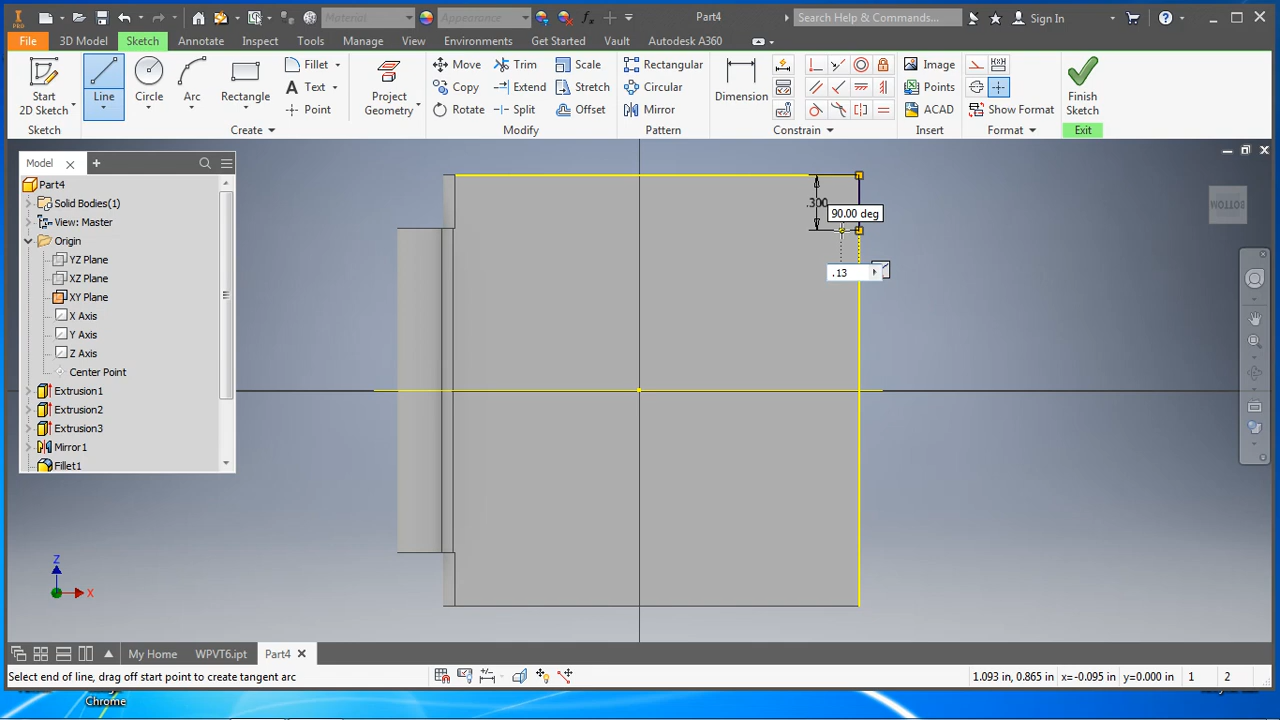 PRO
Material
Appearance
fx
Part4
Search Help & Commands...
Sign In
File
3D Model
Sketch
Annotate
Inspect
Tools
Manage
View
Environments
Get Started
Vault
Autodesk A360
Start
2D Sketch
Sketch
Line
Circle
Arc
Rectangle
Fillet
Text
Point
Create
Project
Geometry
Move
Copy
Rotate
Trim
Extend
Split
Scale
Stretch
Offset
Modify
Rectangular
Circular
Mirror
Pattern
Dimension
Constrain
Image
Points
ACAD
Insert
Show Format
Format
Finish
Sketch
Exit
Model
Part4
Solid Bodies(1)
View: Master
Origin
YZ Plane
XZ Plane
XY Plane
X Axis
Y Axis
Z Axis
Center Point
Extrusion1
Extrusion2
Extrusion3
Mirror1
Fillet1
.300
90.00 deg
.13
BOTTOM
Z
X
My Home
WPVT6.ipt
Part4
Select end of line, drag off start point to create tangent arc
1.093 in, 0.865 in
x=-0.095
y=0.000 in
1
2
Chrome